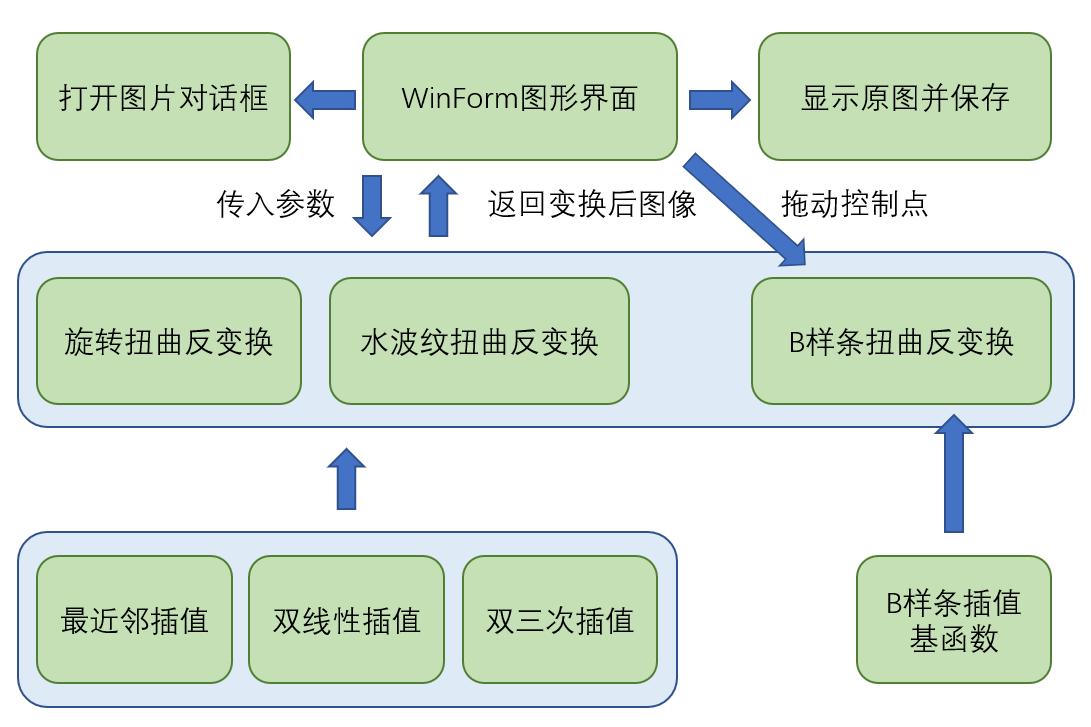 打开图片对话框
WinForm图形界面
显示原图并保存
传入参数
返回变换后图像
拖动控制点
旋转扭曲反变换
水波纹扭曲反变换
B样条扭曲反变换
最近邻插值
双线性插值
双三次插值
B样条插值
基函数